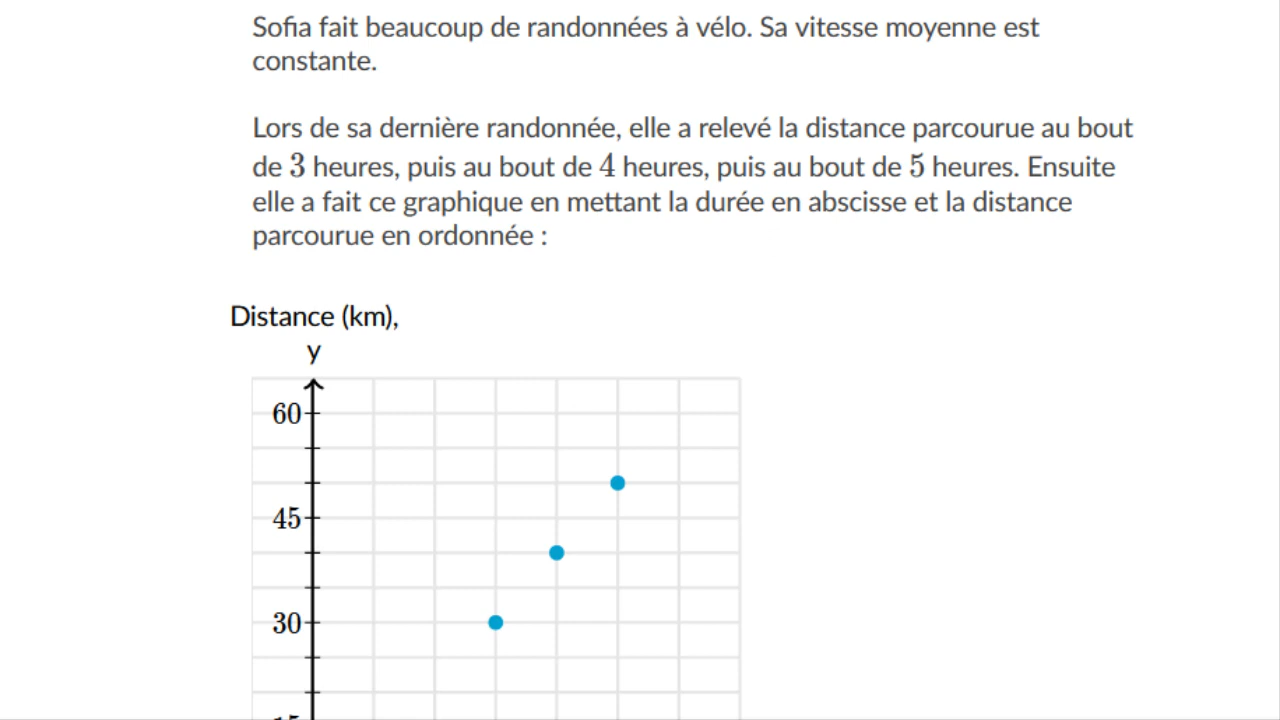 Sofia fait beaucoup de randonnées à vélo. Sa vitesse moyenne est
constante.
Lors de sa dernière randonnée, elle a relevé la distance parcourue au bout
de 3 heures, puis au bout de 4 heures, puis au bout de 5 heures. Ensuite
elle a fait ce graphique en mettant la durée en abscisse et la distance
parcourue en ordonnée :
Distance (km),
y
60
45
30